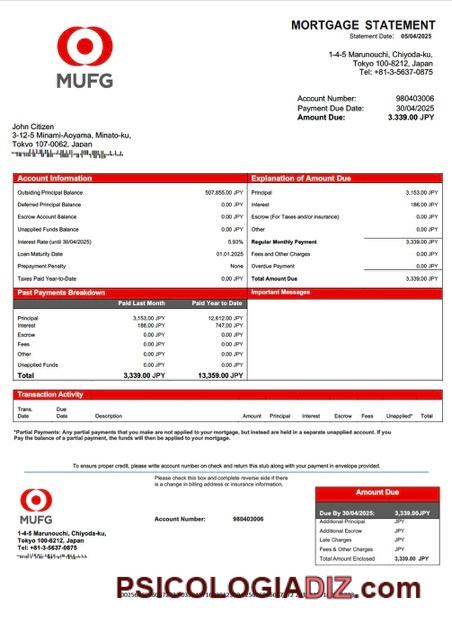 MORTGAGE STATEMENT
Statement Date: 05/04/2025
MUFG
1-4-5 Marunouchi, Chiyoda-ku,
Tokyo 100-8212, Japan
Tel: +81-3-5637-0875
Account Number: 980403006
Payment Due Date: 30/04/2025
Amount Due: 3.339.00 JPY
John Citizen
3-12-5 Minami-Aoyama, Minato-ku,
Tokyo 107-0062, Japan
Account Information
Outsiding Principal Balance 507,855.00 JPY
Deferred Principal Balance 0.00 JPY
Escrow Account Balance 0.00 JPY
Unapplied Funds Balance 0.00 JPY
Interest Rate (until 30/04/2025) 5.93%
Loan Maturity Date 01.01.2025
Prepayment Penalty None
Taxes Paid Year-to-Date 0.00 JPY
Explanation of Amount Due
Principal 3,153.00 JPY
Interest 186.00 JPY
Escrow (For Taxes and/or insurance) 0.00 JPY
Other 0.00 JPY
Regular Monthly Payment 3,339.00 JPY
Fees and Other Charges 0.00 JPY
Overdue Payment 0.00 JPY
Total Amount Due 3,339.00 JPY
Past Payments Breakdown
Paid Last Month Paid Year to Date
Principal 3,153.00 JPY 12,612.00 JPY
Interest 186.00 JPY 747.00 JPY
Escrow 0.00 JPY 0.00 JPY
Fees 0.00 JPY 0.00 JPY
Other 0.00 JPY 0.00 JPY
Unapplied Funds 0.00 JPY 0.00 JPY
Total 3,339.00 JPY 13,359.00 JPY
Important Messages
Transaction Activity
Trans. Date Due Date Description Amount Principal Interest Escrow Fees Unapplied* Total
*Partial Payments: Any partial payments that you make are not applied to your mortgage, but instead are held in a separate unapplied account. If you
Pay the balance of a partial payment, the funds will then be applied to your mortgage.
To ensure proper credit, please write account number on check and return this stub along with your payment in envelope provided.
Please check this box and complete reverse side if there
is a change in billing address or insurance information.
MUFG
1-4-5 Marunouchi, Chiyoda-ku,
Tokyo 100-8212, Japan
Tel: +81-3-5637-0875
Account Number: 980403006
Amount Due
Due By 30/04/2025: 3,339.00JPY
Additional Principal JPY
Additional Escrow JPY
Late Charges JPY
Fees & Other Charges JPY
Total Amount Enclosed 3,339.00 JPY
PSICOLOGIADIZ.com